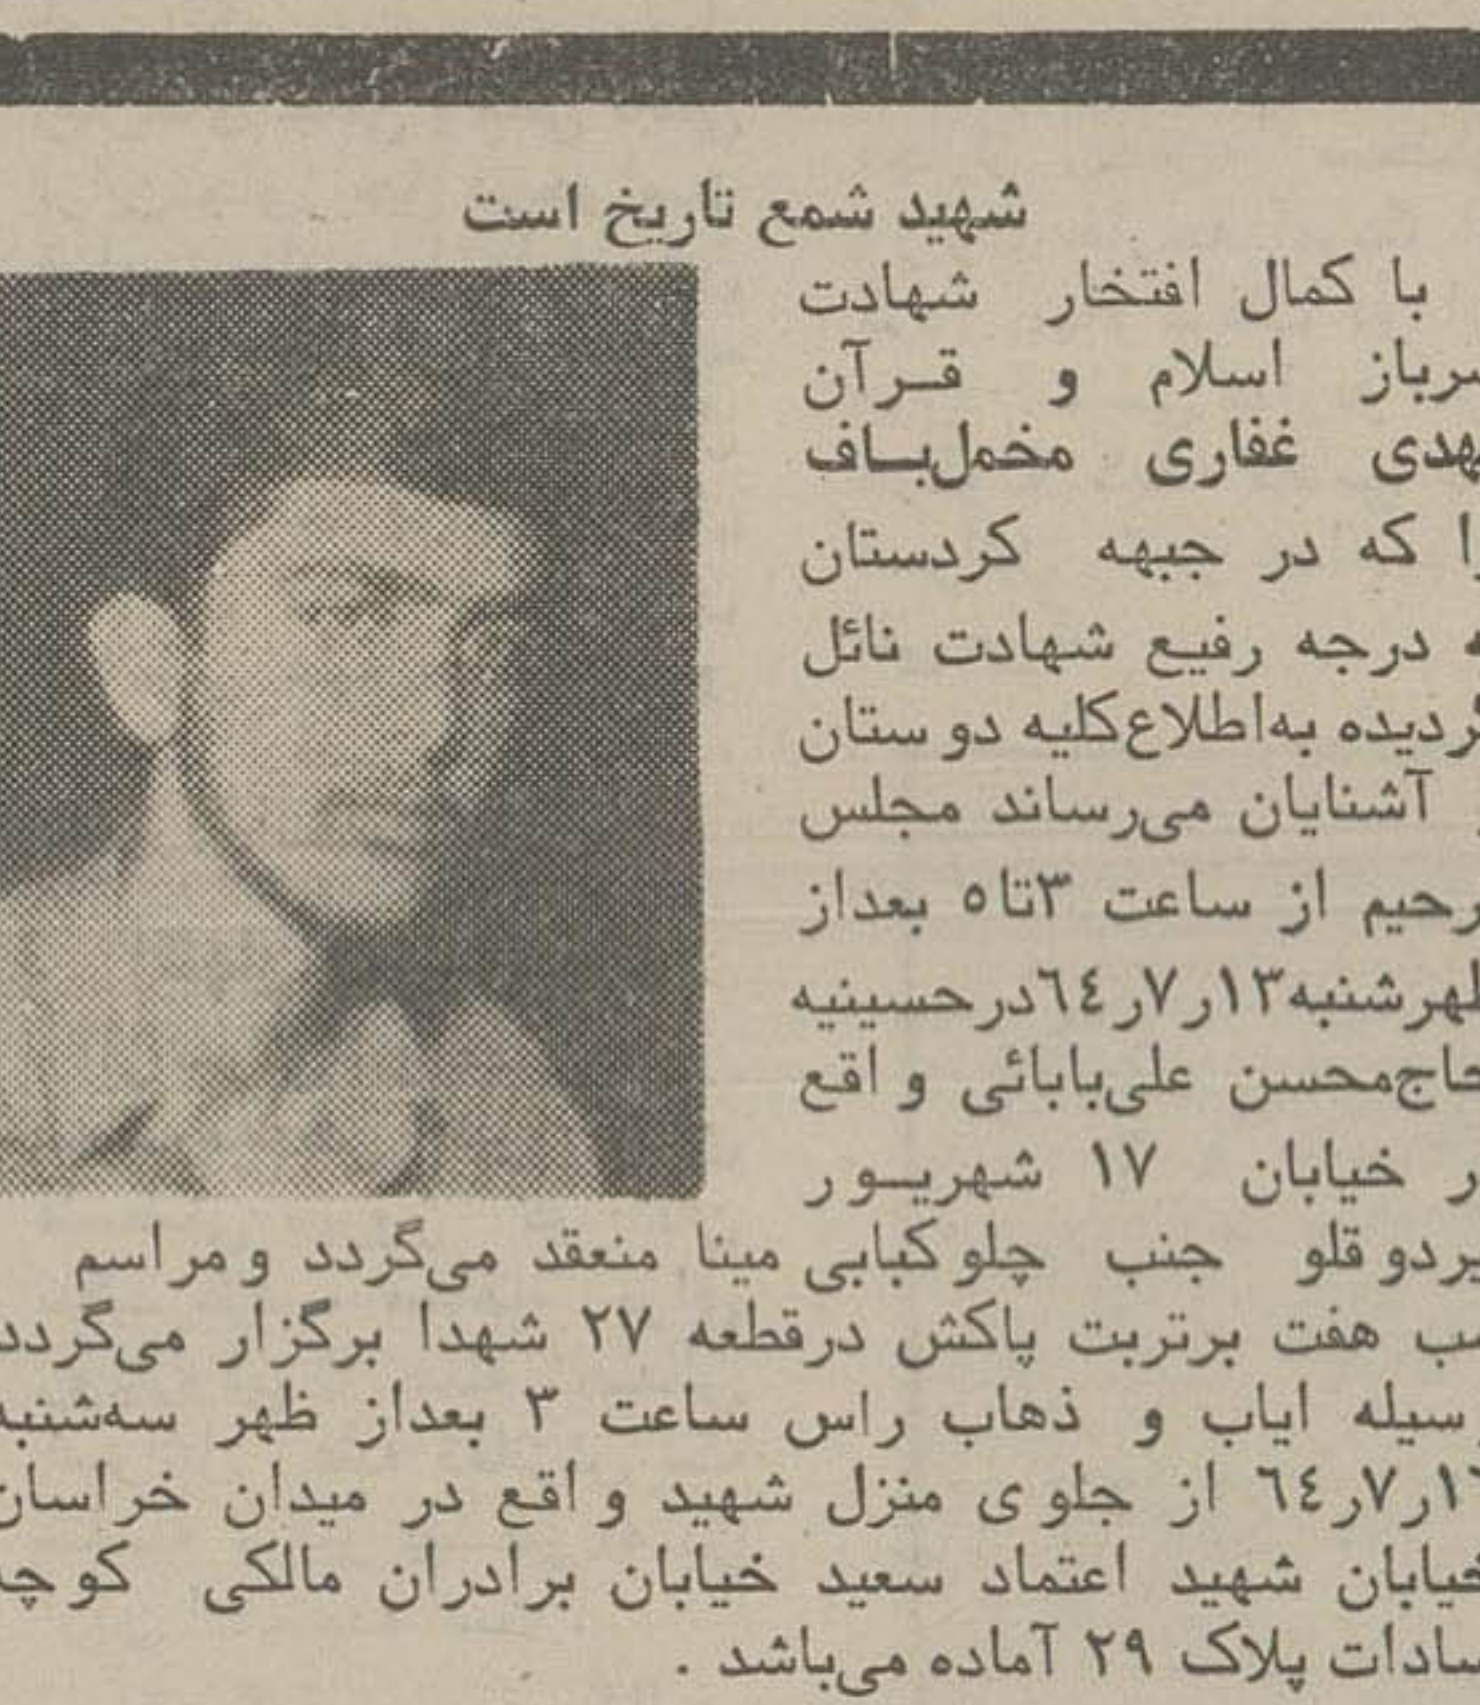 شهید شمع تاریخ است
با کمال افتخار شهادت
سرباز اسلام و قرآن
مهدی غفاری مخمل‌باف
را که در جبهه کردستان
به درجه رفیع شهادت نائل
گردیده به‌اطلاع کلیه دوستان
و آشنایان می‌رساند مجلس
ترحیم از ساعت ۳تا۵ بعداز
ظهرشنبه۱۳ر۷ر۶۴درحسینیه
حاج‌محسن علی‌بابائی واقع
در خیابان ۱۷ شهریور
تیردوقلو جنب چلوکبابی مینا منعقد می‌گردد ومراسم
شب هفت برتربت پاکش درقطعه ۲۷ شهدا برگزار می‌گردد
وسیله ایاب و ذهاب راس ساعت ۳ بعداز ظهر سه‌شنبه
۱۶ر۷ر۶۴ از جلوی منزل شهید واقع در میدان خراسان
خیابان شهید اعتماد سعید خیابان برادران مالکی کوچه
سادات پلاک ۲۹ آماده می‌باشد .